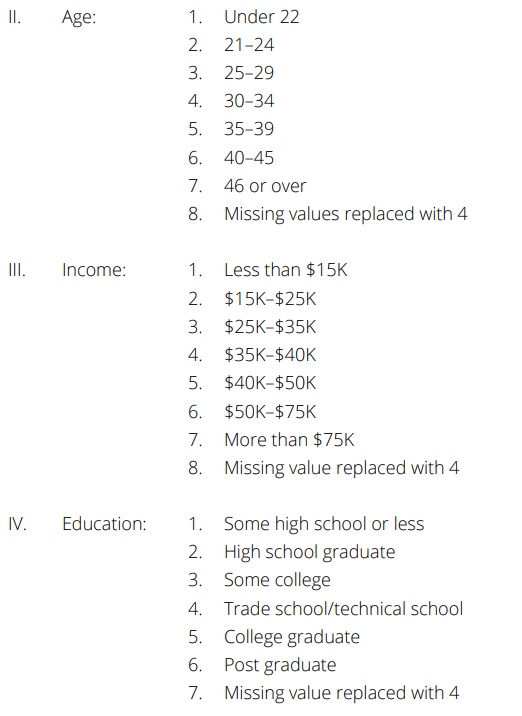 II. Age: 1. Under 22
2. 21–24
3. 25–29
4. 30–34
5. 35–39
6. 40–45
7. 46 or over
8. Missing values replaced with 4
III. Income: 1. Less than $15K
2. $15K–$25K
3. $25K–$35K
4. $35K–$40K
5. $40K–$50K
6. $50K–$75K
7. More than $75K
8. Missing value replaced with 4
IV. Education: 1. Some high school or less
2. High school graduate
3. Some college
4. Trade school/technical school
5. College graduate
6. Post graduate
7. Missing value replaced with 4